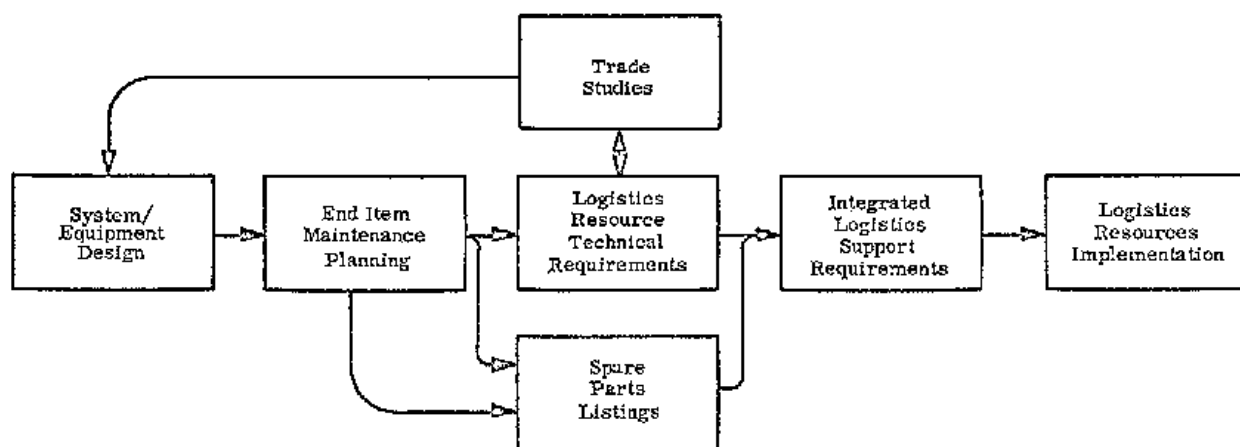 Trade
Studies
System/
Equipment
Design
End Item
Maintenance
Planning
Logistics
Resource
Technical
Requirements
Integrated
Logistics
Support
Requirements
Logistics
Resources
Implementation
Spare
Parts
Listings